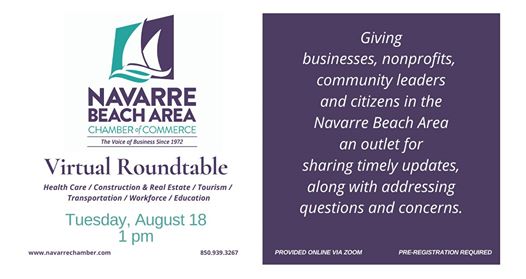 NAVARRE
BEACH AREA
CHAMBER of COMMERCE
The Voice of Business Since 1972
Virtual Roundtable
Health Care / Construction & Real Estate / Tourism /
Transportation / Workforce / Education
Tuesday, August 18
1 pm
www.navarrechamber.com 850.939.3267
Giving
businesses, nonprofits,
community leaders
and citizens in the
Navarre Beach Area
an outlet for
sharing timely updates,
along with addressing
questions and concerns.
PROVIDED ONLINE VIA ZOOM PRE-REGISTRATION REQUIRED